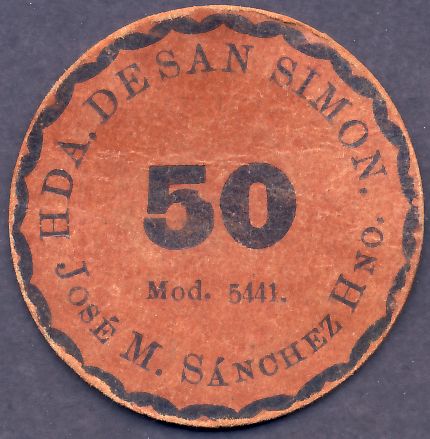 HDA. DE SAN SIMON.
50
Mod. 5441.
JOSÉ M. SÁNCHEZ HNO.